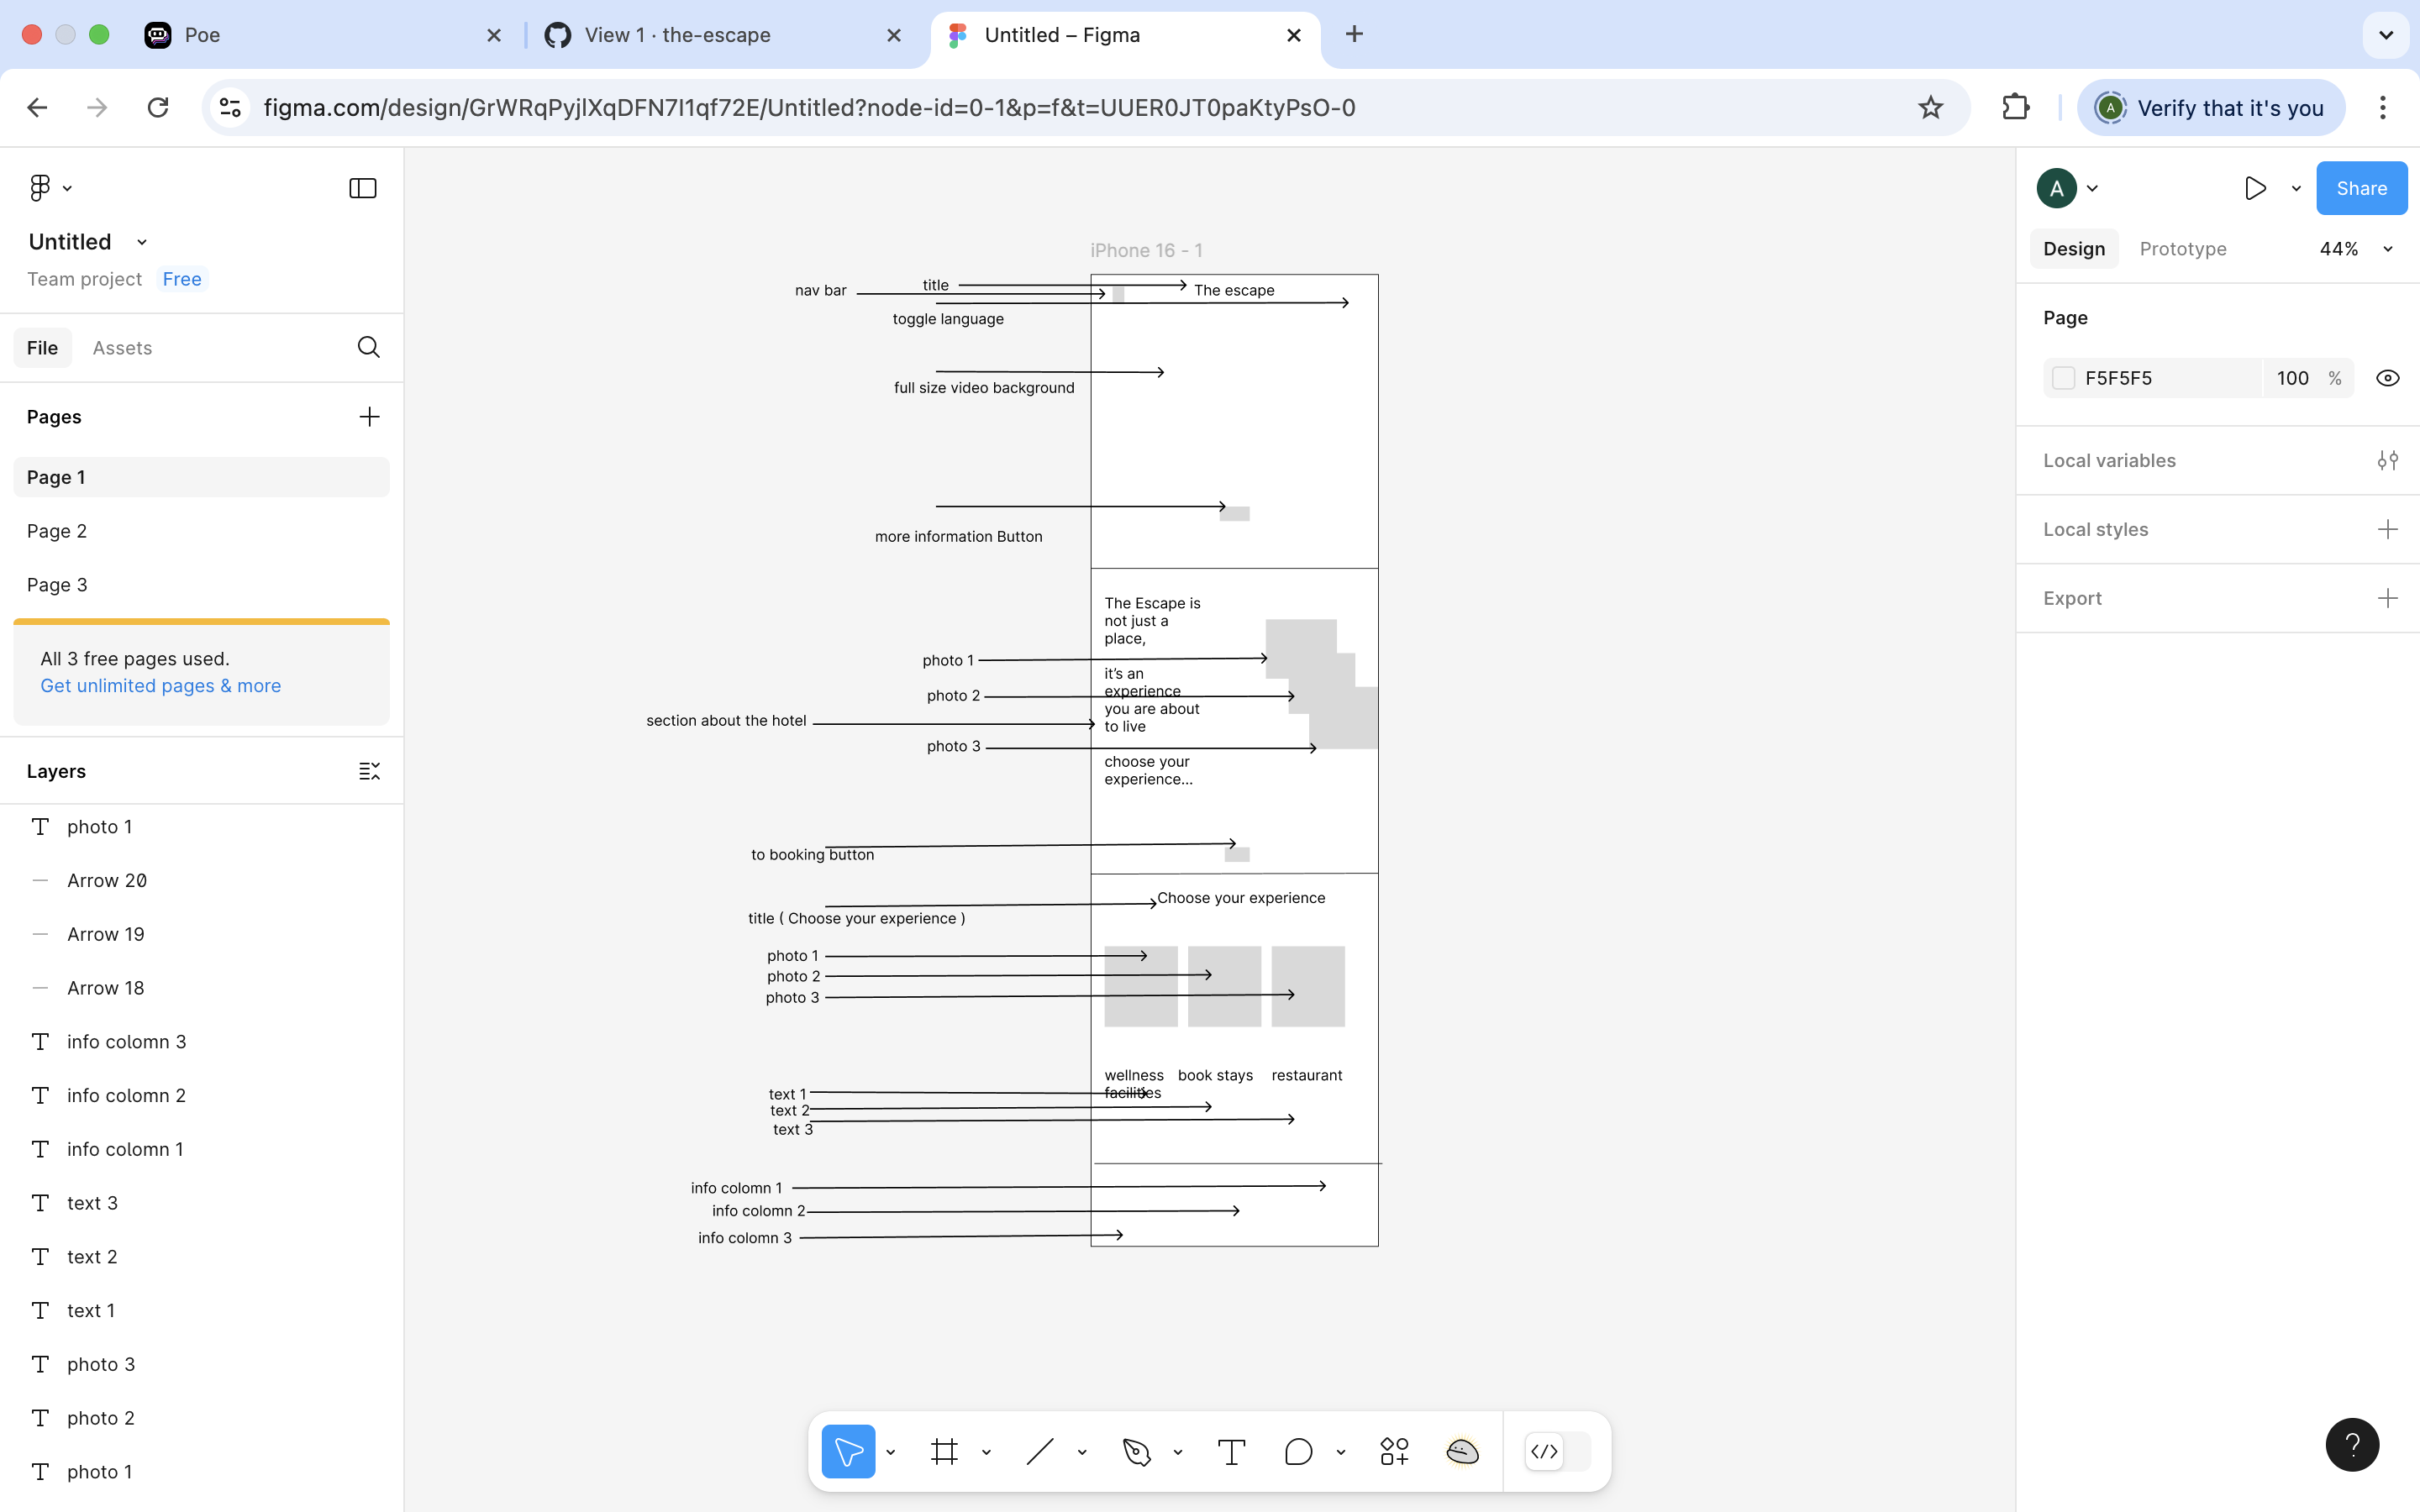 Poe
View 1 · the-escape
Untitled – Figma
figma.com/design/GrWRqPyjlXqDFN7I1qf72E/Untitled?node-id=0-1&p=f&t=UUER0JT0paKtyPsO-0
A
Verify that it's you
Untitled
Team project
Free
File
Assets
Pages
Page 1
Page 2
Page 3
All 3 free pages used.
Get unlimited pages & more
Layers
photo 1
Arrow 20
Arrow 19
Arrow 18
info colomn 3
info colomn 2
info colomn 1
text 3
text 2
text 1
photo 3
photo 2
photo 1
iPhone 16 - 1
title
nav bar
The escape
toggle language
full size video background
more information Button
The Escape is
not just a
place,
it's an
experience
you are about
to live
choose your
experience...
photo 1
photo 2
section about the hotel
photo 3
to booking button
Choose your experience
title ( Choose your experience )
photo 1
photo 2
photo 3
wellness
facilities
book stays
restaurant
text 1
text 2
text 3
info colomn 1
info colomn 2
info colomn 3
A
Share
Design
Prototype
44%
Page
F5F5F5
100
%
Local variables
Local styles
Export
?